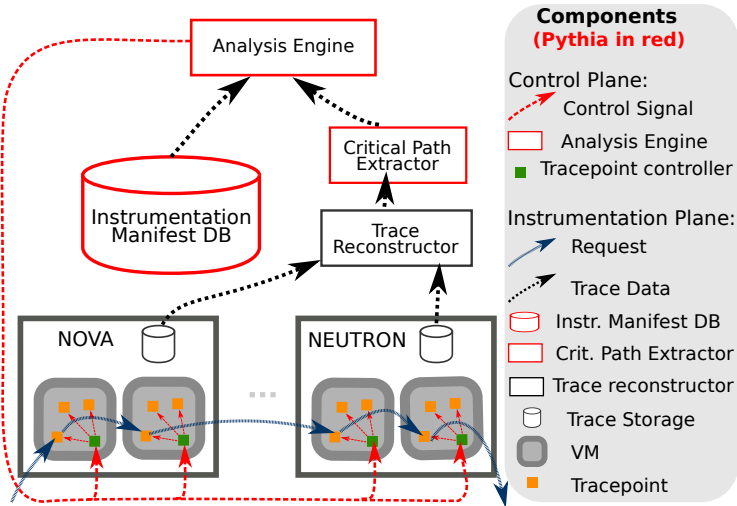 Analysis Engine
Critical Path
Extractor
Instrumentation
Manifest DB
Trace
Reconstructor
NOVA
NEUTRON
...
Components
(Pythia in red)
Control Plane:
Control Signal
Analysis Engine
Tracepoint controller
Instrumentation Plane:
Request
Trace Data
Instr. Manifest DB
Crit. Path Extractor
Trace reconstructor
Trace Storage
VM
Tracepoint